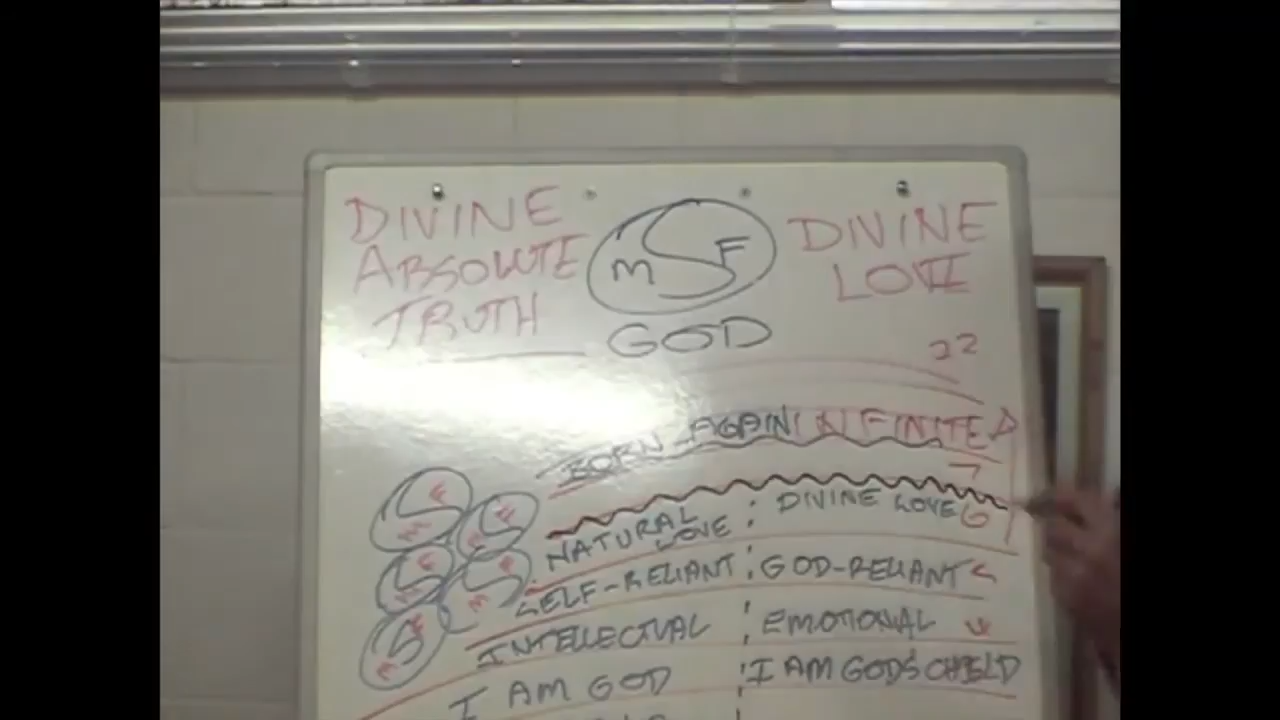 DIVINE
ABSOLUTE
TRUTH
M F
GOD
DIVINE
LOVE
22
BORN AGAIN INFINITE
7
NATURAL LOVE : DIVINE LOVE 6
SELF-RELIANT : GOD-RELIANT
INTELLECTUAL : EMOTIONAL
I AM GOD : I AM GOD'S CHILD